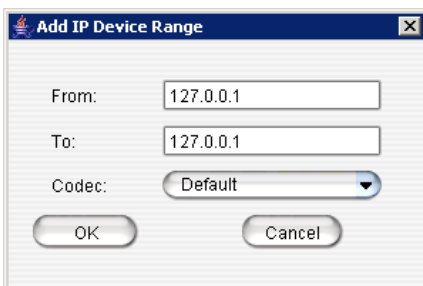 Add IP Device Range
From: 127.0.0.1
To: 127.0.0.1
Codec: Default
OK Cancel